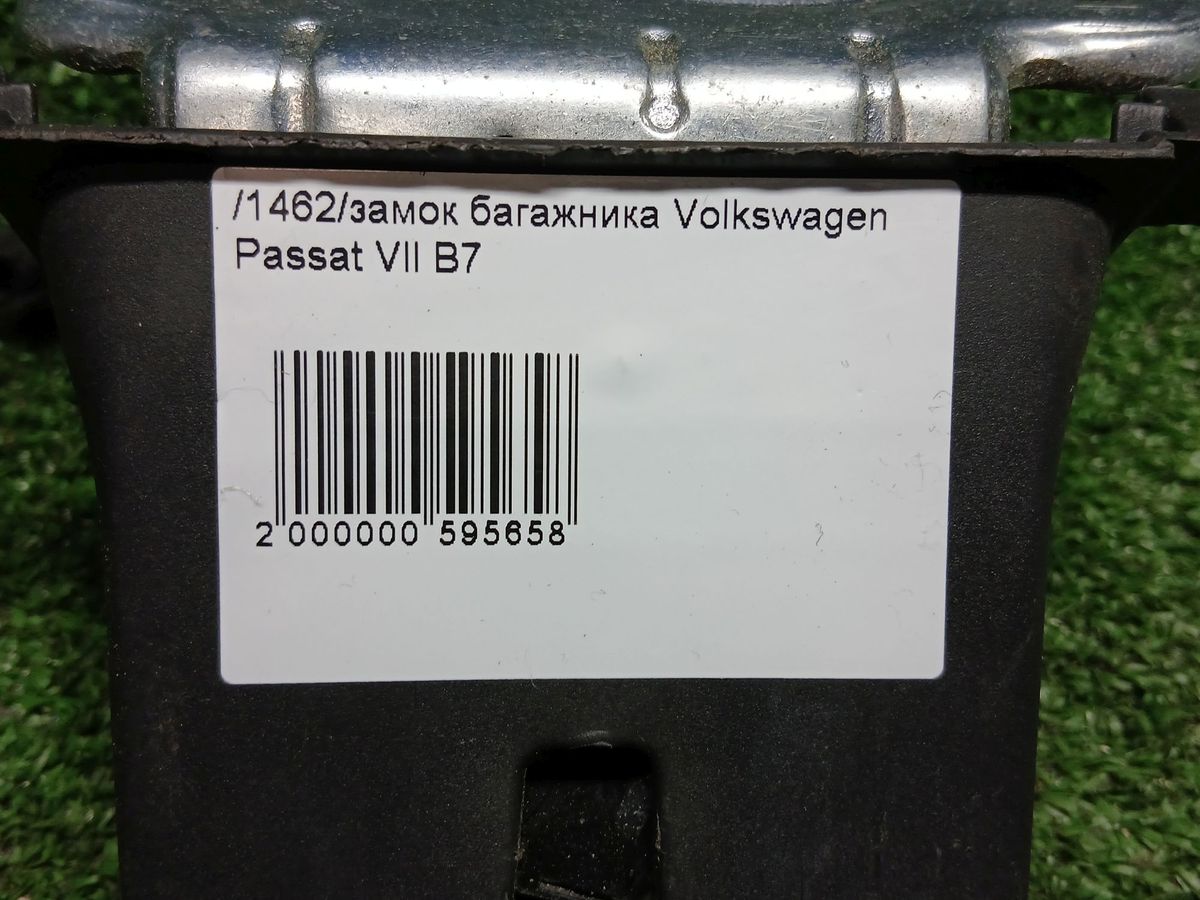 /1462/замок багажника Volkswagen
Passat VII B7
2 000000 595658